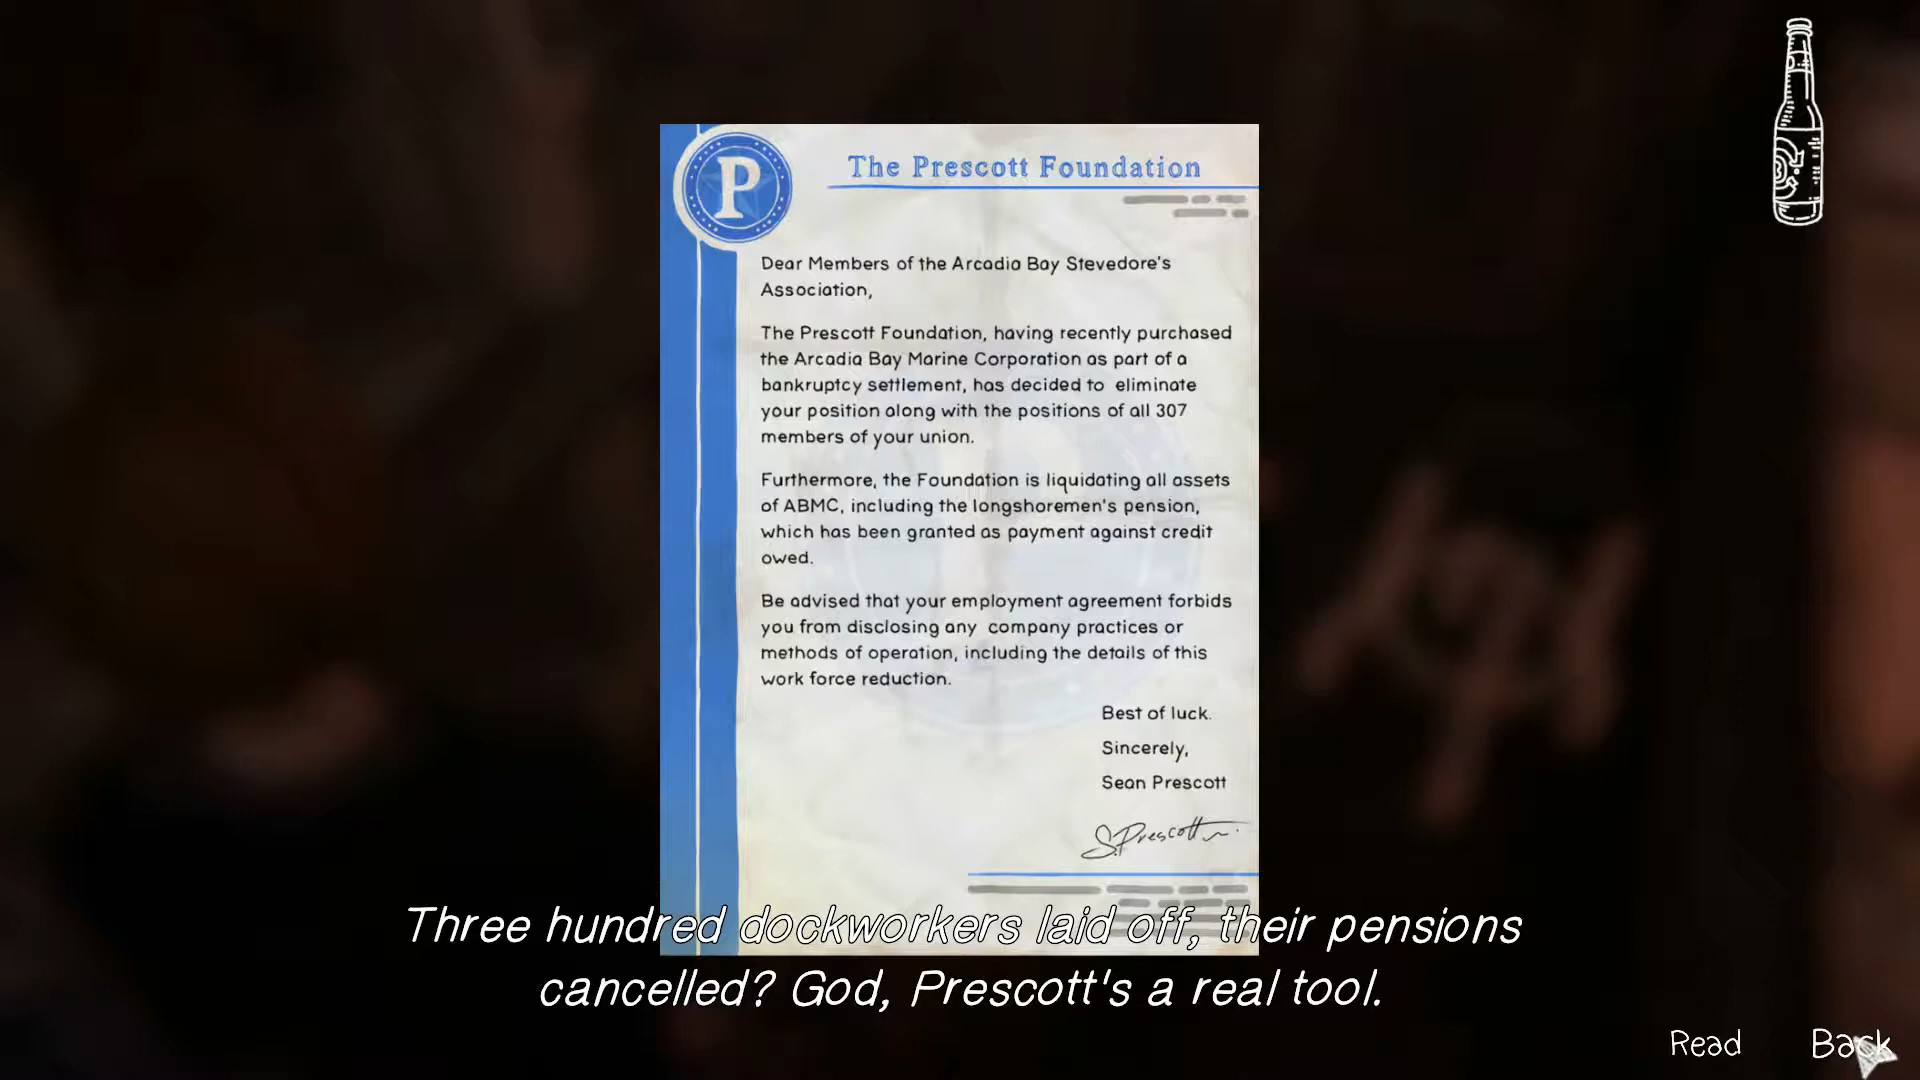 P
The Prescott Foundation
Dear Members of the Arcadia Bay Stevedore's
Association,
The Prescott Foundation, having recently purchased
the Arcadia Bay Marine Corporation as part of a
bankruptcy settlement, has decided to eliminate
your position along with the positions of all 307
members of your union.
Furthermore, the Foundation is liquidating all assets
of ABMC, including the longshoremen's pension,
which has been granted as payment against credit
owed.
Be advised that your employment agreement forbids
you from disclosing any company practices or
methods of operation, including the details of this
work force reduction.
Best of luck.
Sincerely,
Sean Prescott
S.Prescott
Three hundred dockworkers laid off, their pensions
cancelled? God, Prescott's a real tool.
Read Back